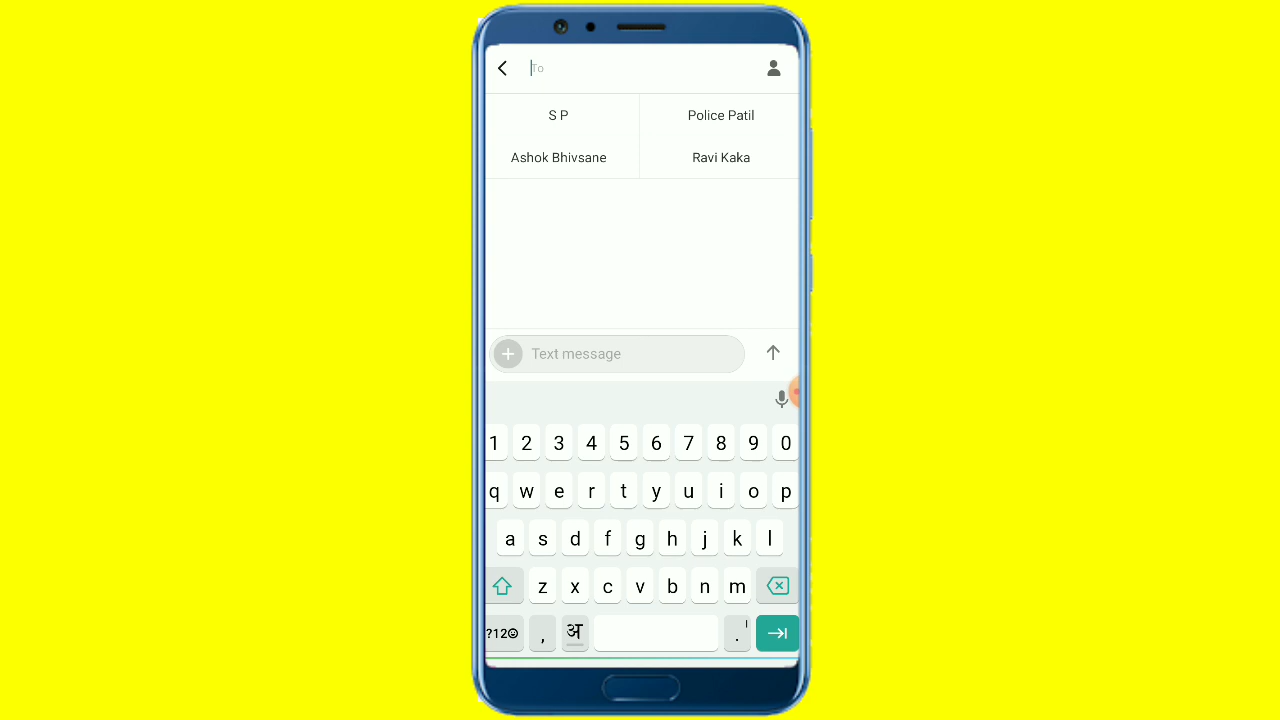 To
S P
Police Patil
Ashok Bhivsane
Ravi Kaka
Text message
1 2 3 4 5 6 7 8 9 0
q w e r t y u i o p
a s d f g h j k l
z x c v b n m
?12☺ , अ .